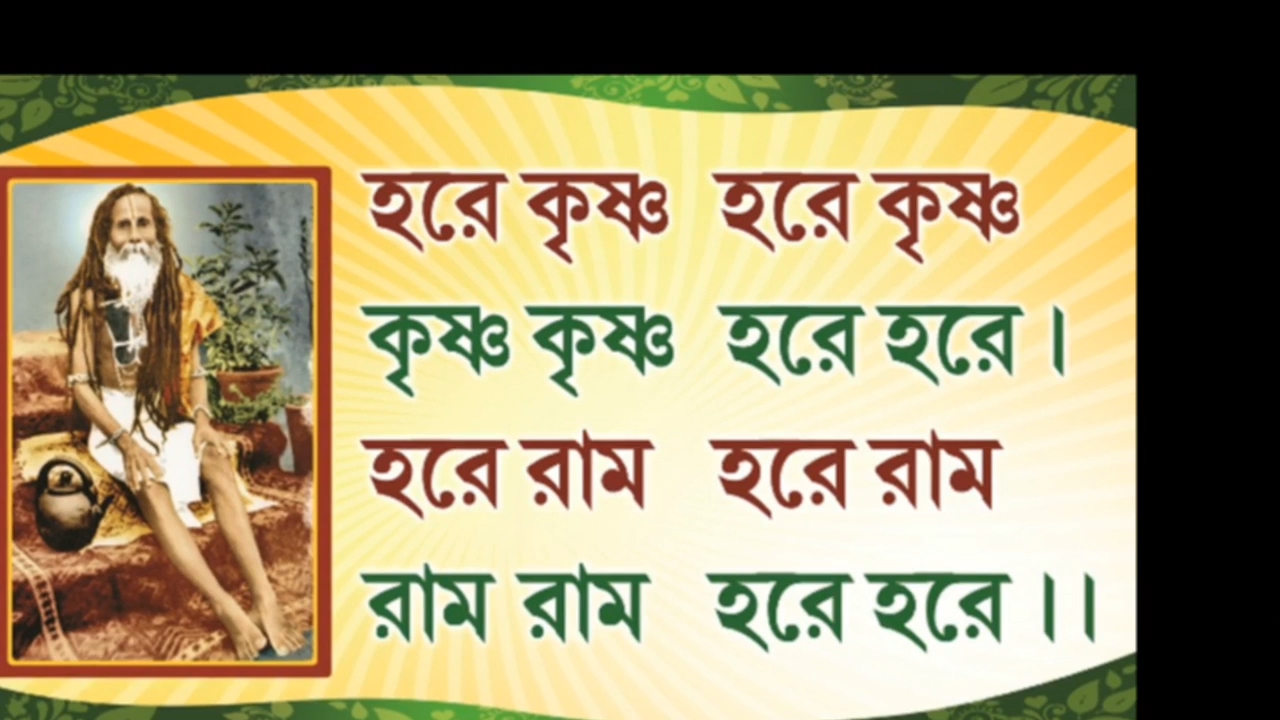 হরে কৃষ্ণ হরে কৃষ্ণ
কৃষ্ণ কৃষ্ণ হরে হরে ।
হরে রাম হরে রাম
রাম রাম হরে হরে ।।